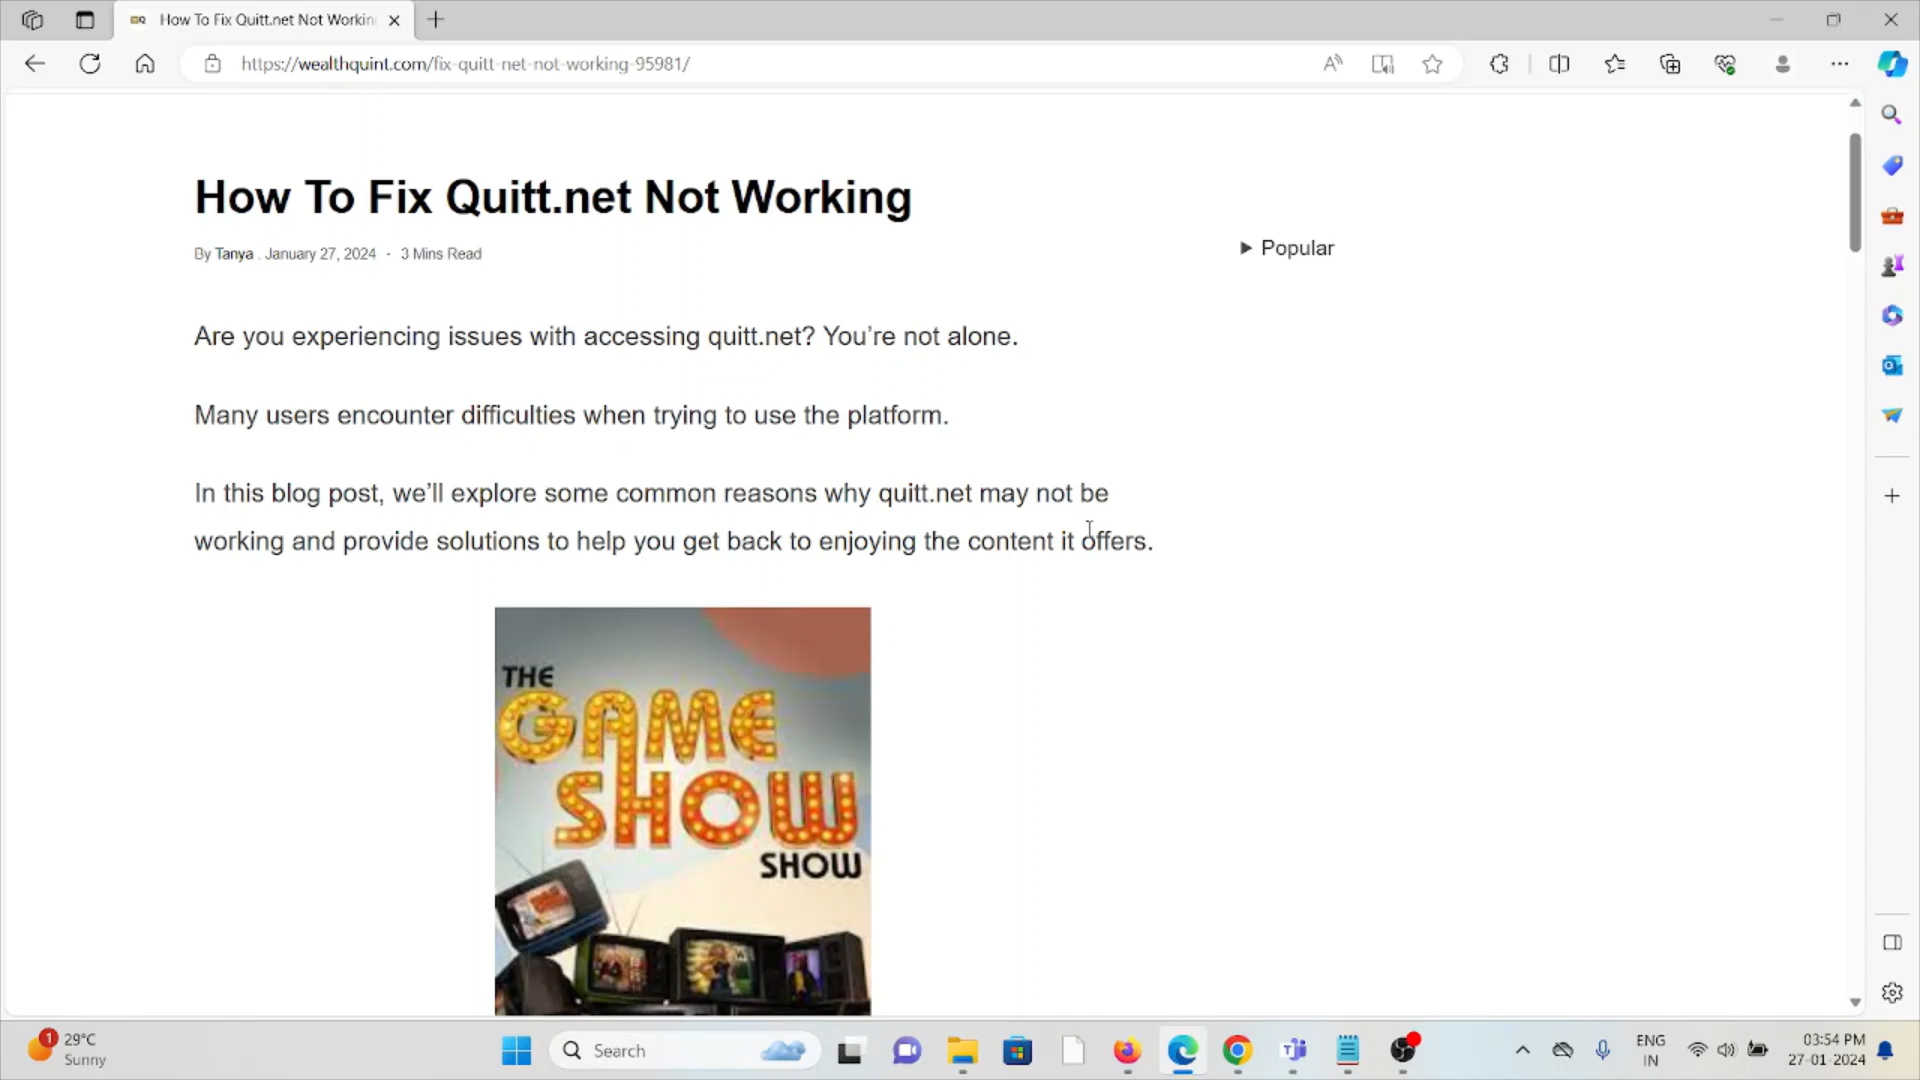 How To Fix Quitt.net Not Workin
https://wealthquint.com/fix-quitt-net-not-working-95981/
How To Fix Quitt.net Not Working
By Tanya . January 27, 2024 - 3 Mins Read
▶ Popular
Are you experiencing issues with accessing quitt.net? You’re not alone.
Many users encounter difficulties when trying to use the platform.
In this blog post, we’ll explore some common reasons why quitt.net may not be
working and provide solutions to help you get back to enjoying the content it offers.
THE
GAME
SHOW
SHOW
1
29°C
Sunny
Search
ENG
IN
03:54 PM
27-01-2024